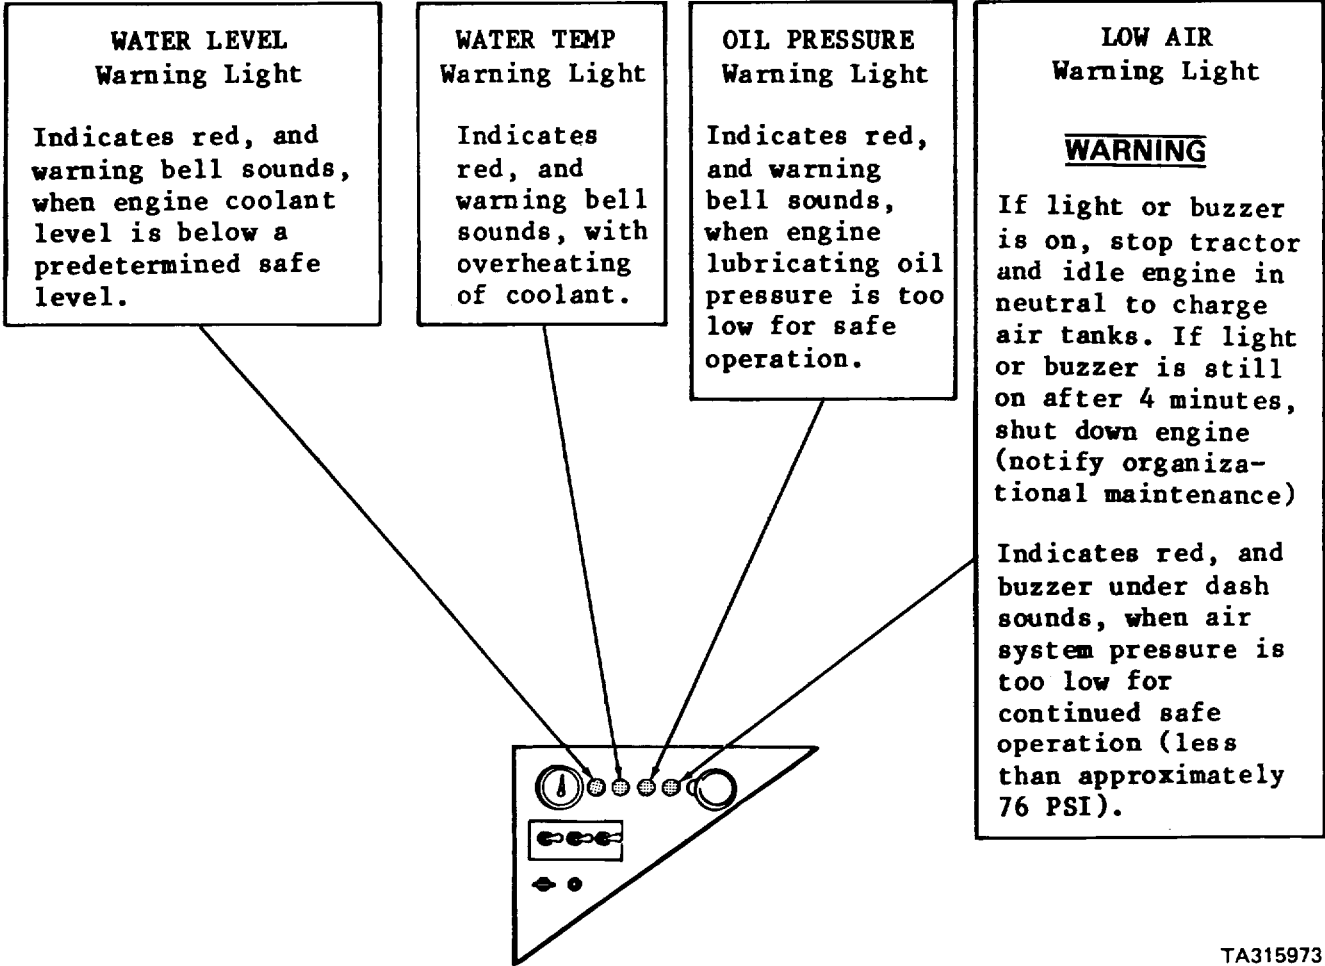 WATER LEVEL
Warning Light
Indicates red, and
warning bell sounds,
when engine coolant
level is below a
predetermined safe
level.
WATER TEMP
Warning Light
Indicates
red, and
warning bell
sounds, with
overheating
of coolant.
OIL PRESSURE
Warning Light
Indicates red,
and warning
bell sounds,
when engine
lubricating oil
pressure is too
low for safe
operation.
LOW AIR
Warning Light
WARNING
If light or buzzer
is on, stop tractor
and idle engine in
neutral to charge
air tanks. If light
or buzzer is still
on after 4 minutes,
shut down engine
(notify organiza-
tional maintenance)
Indicates red, and
buzzer under dash
sounds, when air
system pressure is
too low for
continued safe
operation (less
than approximately
76 PSI).
TA315973